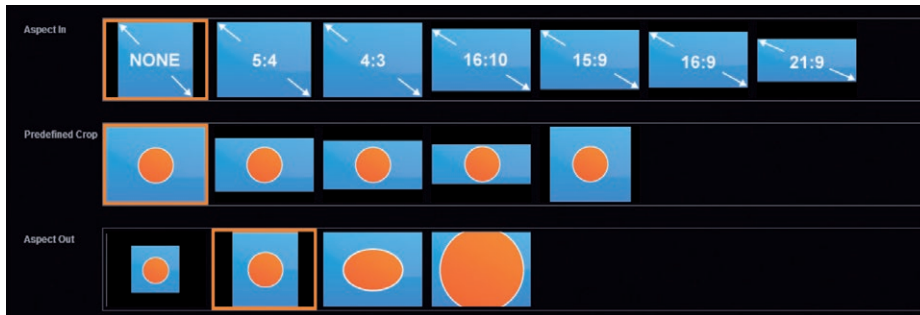 Aspect In
NONE
5:4
4:3
16:10
15:9
16:9
21:9
Predefined Crop
Aspect Out